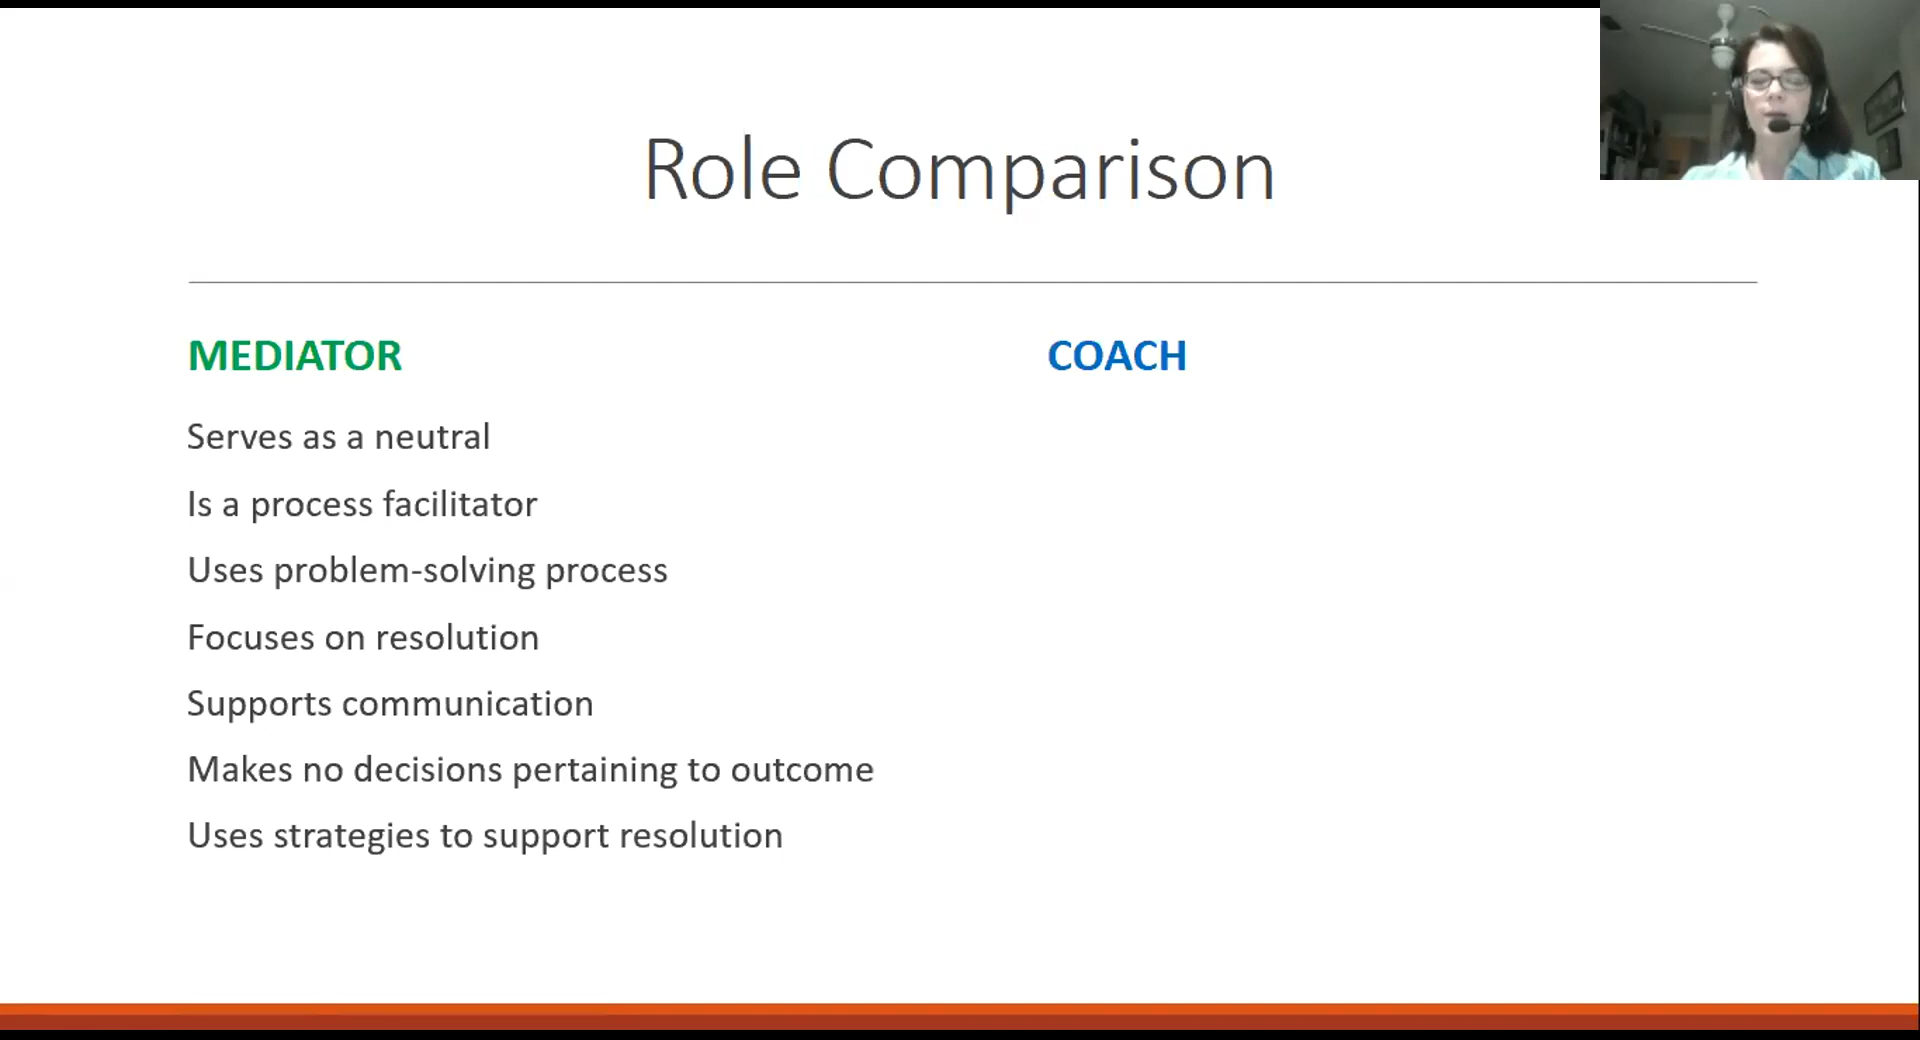 Role Comparison
MEDIATOR
Serves as a neutral
Is a process facilitator
Uses problem-solving process
Focuses on resolution
Supports communication
Makes no decisions pertaining to outcome
Uses strategies to support resolution
COACH